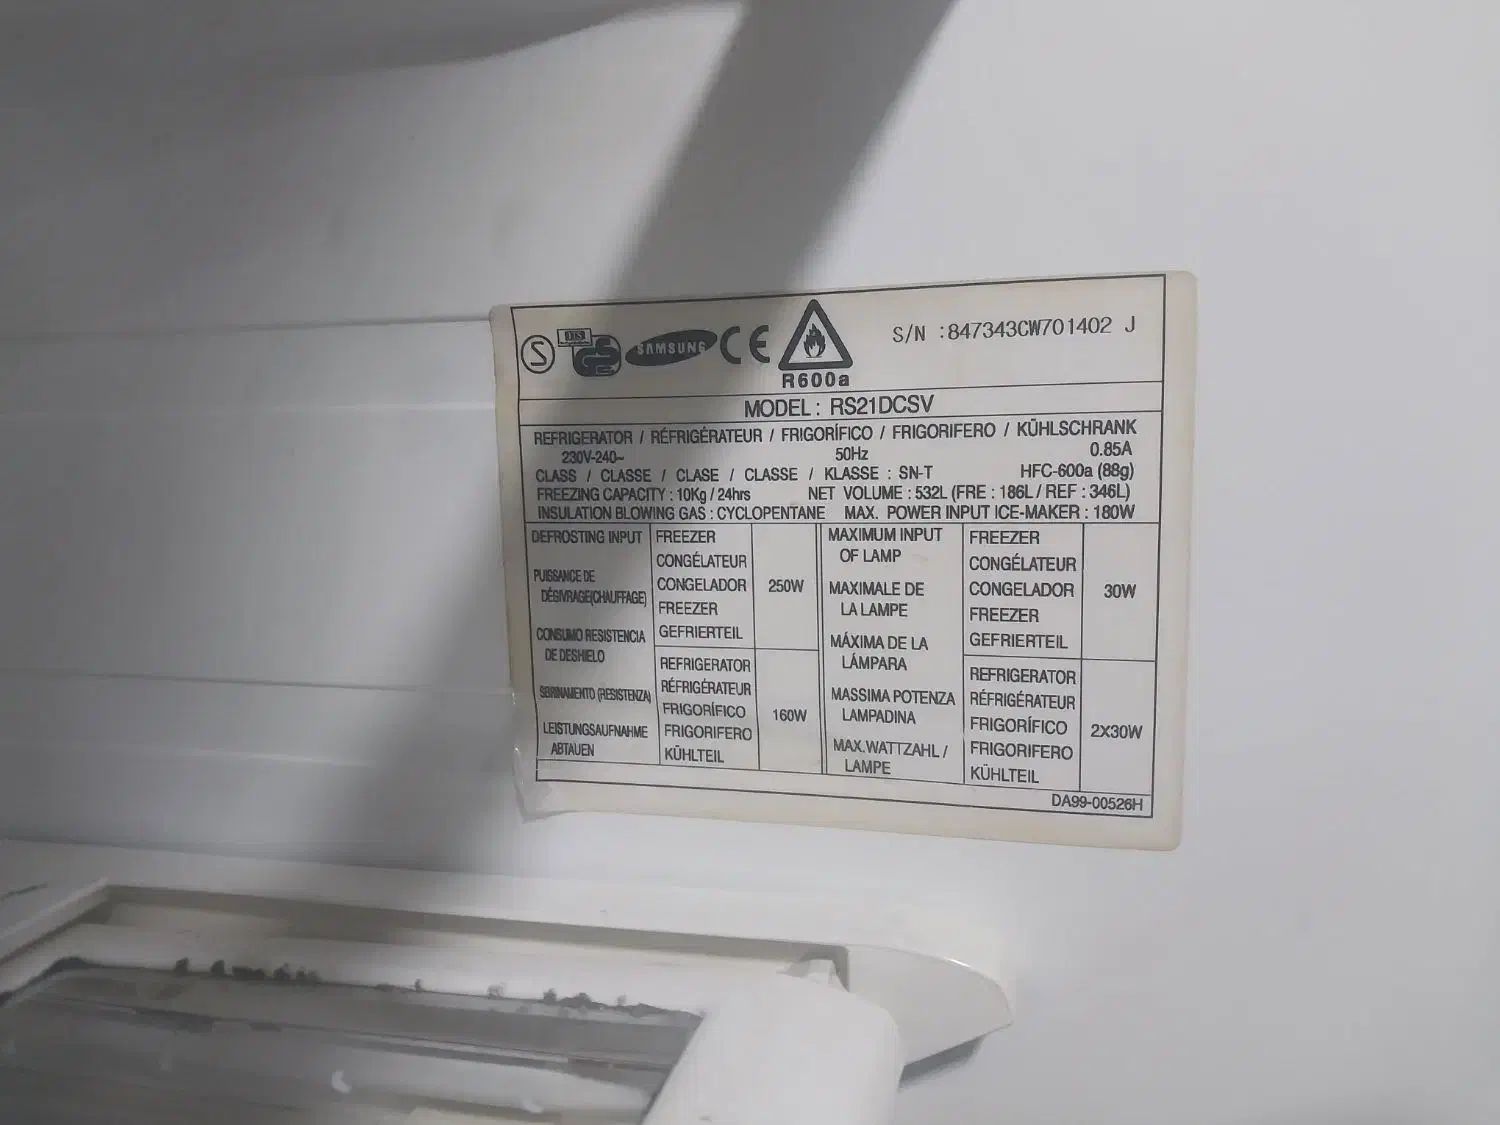 S
SAMSUNG CE
R600a
S/N :847343CW701402 J
MODEL : RS21DCSV
REFRIGERATOR / RÉFRIGÉRATEUR / FRIGORÍFICO / FRIGORIFERO / KÜHLSCHRANK
230V-240~ 50Hz 0.85A
CLASS / CLASSE / CLASE / CLASSE / KLASSE : SN-T HFC-600a (88g)
FREEZING CAPACITY : 10Kg / 24hrs NET VOLUME : 532L (FRE : 186L / REF : 346L)
INSULATION BLOWING GAS : CYCLOPENTANE MAX. POWER INPUT ICE-MAKER : 180W
DEFROSTING INPUT
PUISSANCE DE
DÉGIVRAGE(CHAUFFAGE)
CONSUMO RESISTENCIA
DE DESHIELO
SBRINAMENTO (RESISTENZA)
LEISTUNGSAUFNAHME
ABTAUEN
FREEZER
CONGÉLATEUR
CONGELADOR
FREEZER
GEFRIERTEIL
250W
REFRIGERATOR
RÉFRIGÉRATEUR
FRIGORÍFICO
FRIGORIFERO
KÜHLTEIL
160W
MAXIMUM INPUT
OF LAMP
MAXIMALE DE
LA LAMPE
MÁXIMA DE LA
LÁMPARA
MASSIMA POTENZA
LAMPADINA
MAX.WATTZAHL /
LAMPE
FREEZER
CONGÉLATEUR
CONGELADOR
FREEZER
GEFRIERTEIL
30W
REFRIGERATOR
RÉFRIGÉRATEUR
FRIGORÍFICO
FRIGORIFERO
KÜHLTEIL
2X30W
DA99-00526H